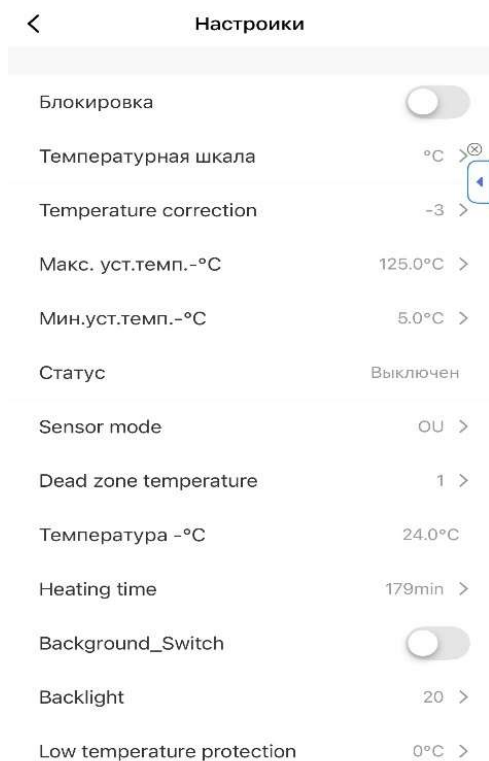 Настроики
Блокировка
Температурная шкала °C
Temperature correction -3
Макс. уст.темп.-°C 125.0°C
Мин.уст.темп.-°C 5.0°C
Статус Выключен
Sensor mode OU
Dead zone temperature 1
Температура -°C 24.0°C
Heating time 179min
Background_Switch
Backlight 20
Low temperature protection 0°C